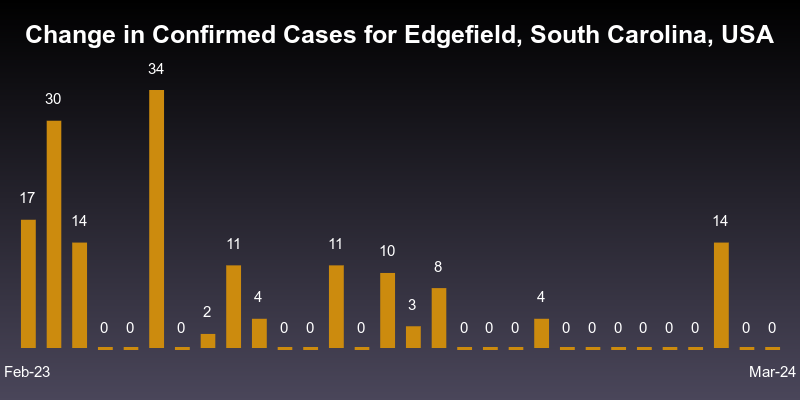 Change in Confirmed Cases for Edgefield, South Carolina, USA
17 30 14 0 0 34 0 2 11 4 0 0 11 0 10 3 8 0 0 0 4 0 0 0 0 0 0 14 0 0
Feb-23 Mar-24